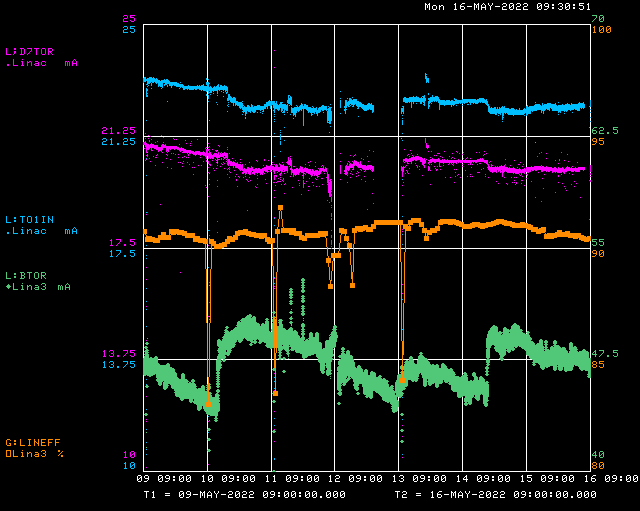 Mon 16-MAY-2022 09:30:51
25 70
25 100
L:D7TOR
.Linac mA
21.25 62.5
21.25 95
L:TO1IN
.Linac mA
17.5 55
17.5 90
L:BTOR
◆Lina3 mA
13.75 47.5
13.75 85
G:LINEFF
□Lina3 %
10 40
10 80
09 09:00 10 09:00 11 09:00 12 09:00 13 09:00 14 09:00 15 09:00 16 09:00
T1 = 09-MAY-2022 09:00:00.000 T2 = 16-MAY-2022 09:00:00.000